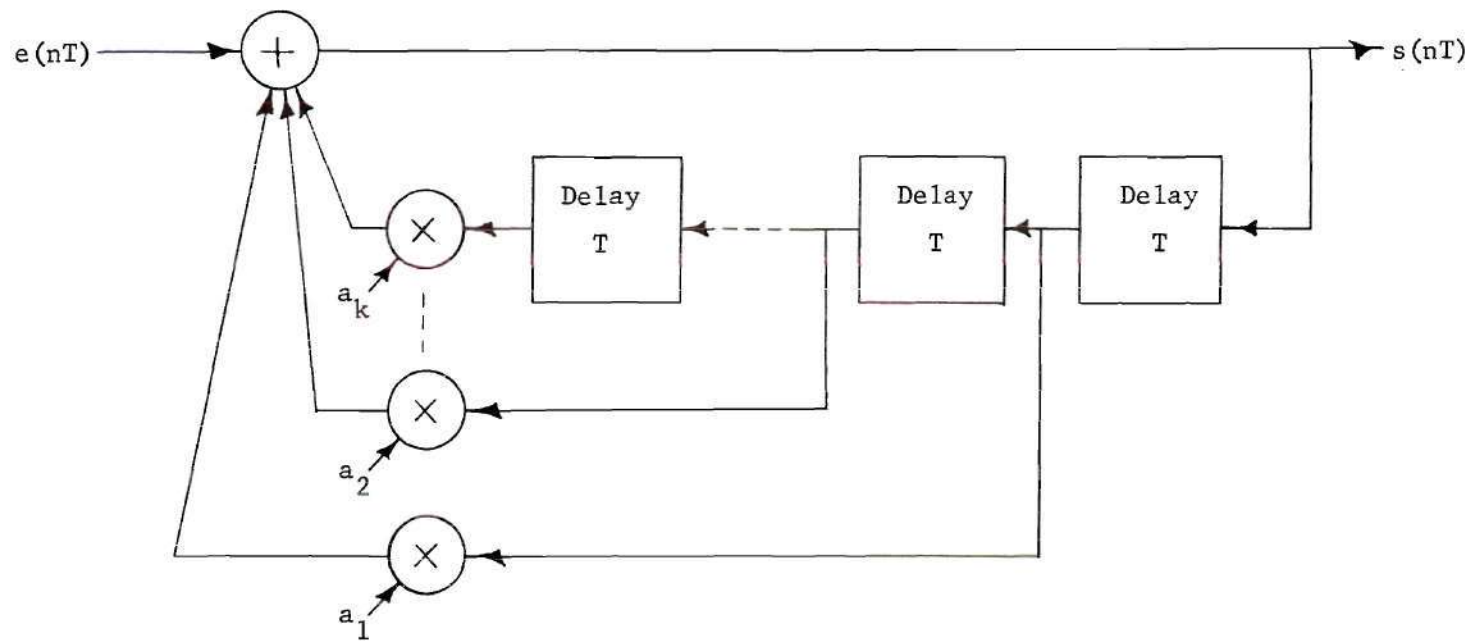 e(nT)
+
s(nT)
Delay
T
Delay
T
Delay
T
×
a_k
×
a_2
×
a_1